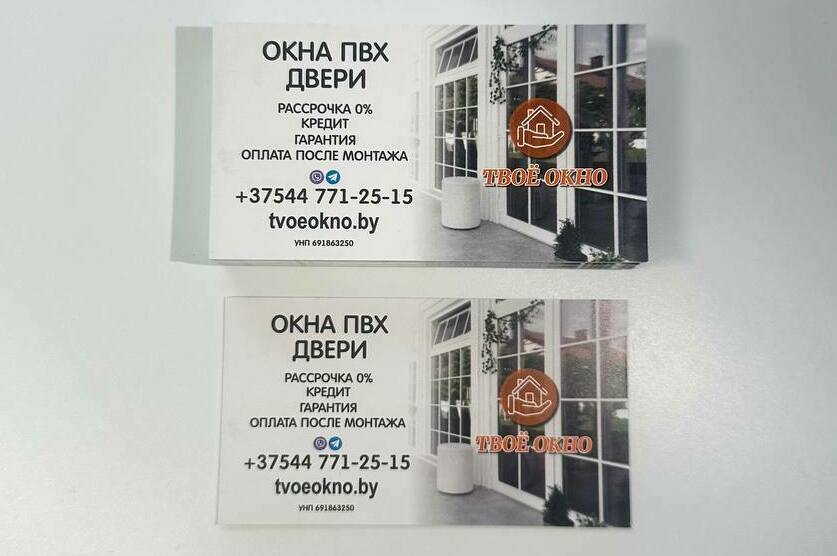 ОКНА ПВХ
ДВЕРИ
РАССРОЧКА 0%
КРЕДИТ
ГАРАНТИЯ
ОПЛАТА ПОСЛЕ МОНТАЖА
+37544 771-25-15
tvoeokno.by
УНП 691863250
ТВОЁ ОКНО
ОКНА ПВХ
ДВЕРИ
РАССРОЧКА 0%
КРЕДИТ
ГАРАНТИЯ
ОПЛАТА ПОСЛЕ МОНТАЖА
+37544 771-25-15
tvoeokno.by
УНП 691863250
ТВОЁ ОКНО